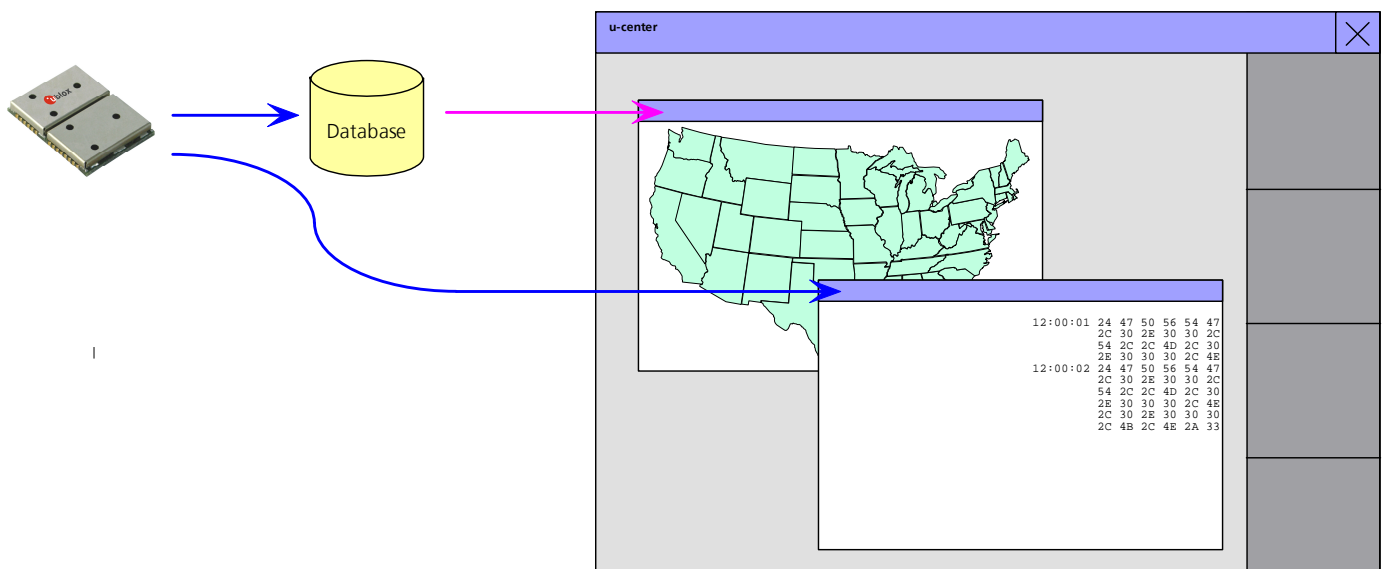 u-center
ublox
Database
12:00:01 24 47 50 56 54 47
2C 30 2E 30 30 2C
54 2C 2C 4D 2C 30
2E 30 30 30 2C 4E
12:00:02 24 47 50 56 54 47
2C 30 2E 30 30 2C
54 2C 2C 4D 2C 30
2E 30 30 30 2C 4E
2C 30 2E 30 30 30
2C 4B 2C 4E 2A 33
|